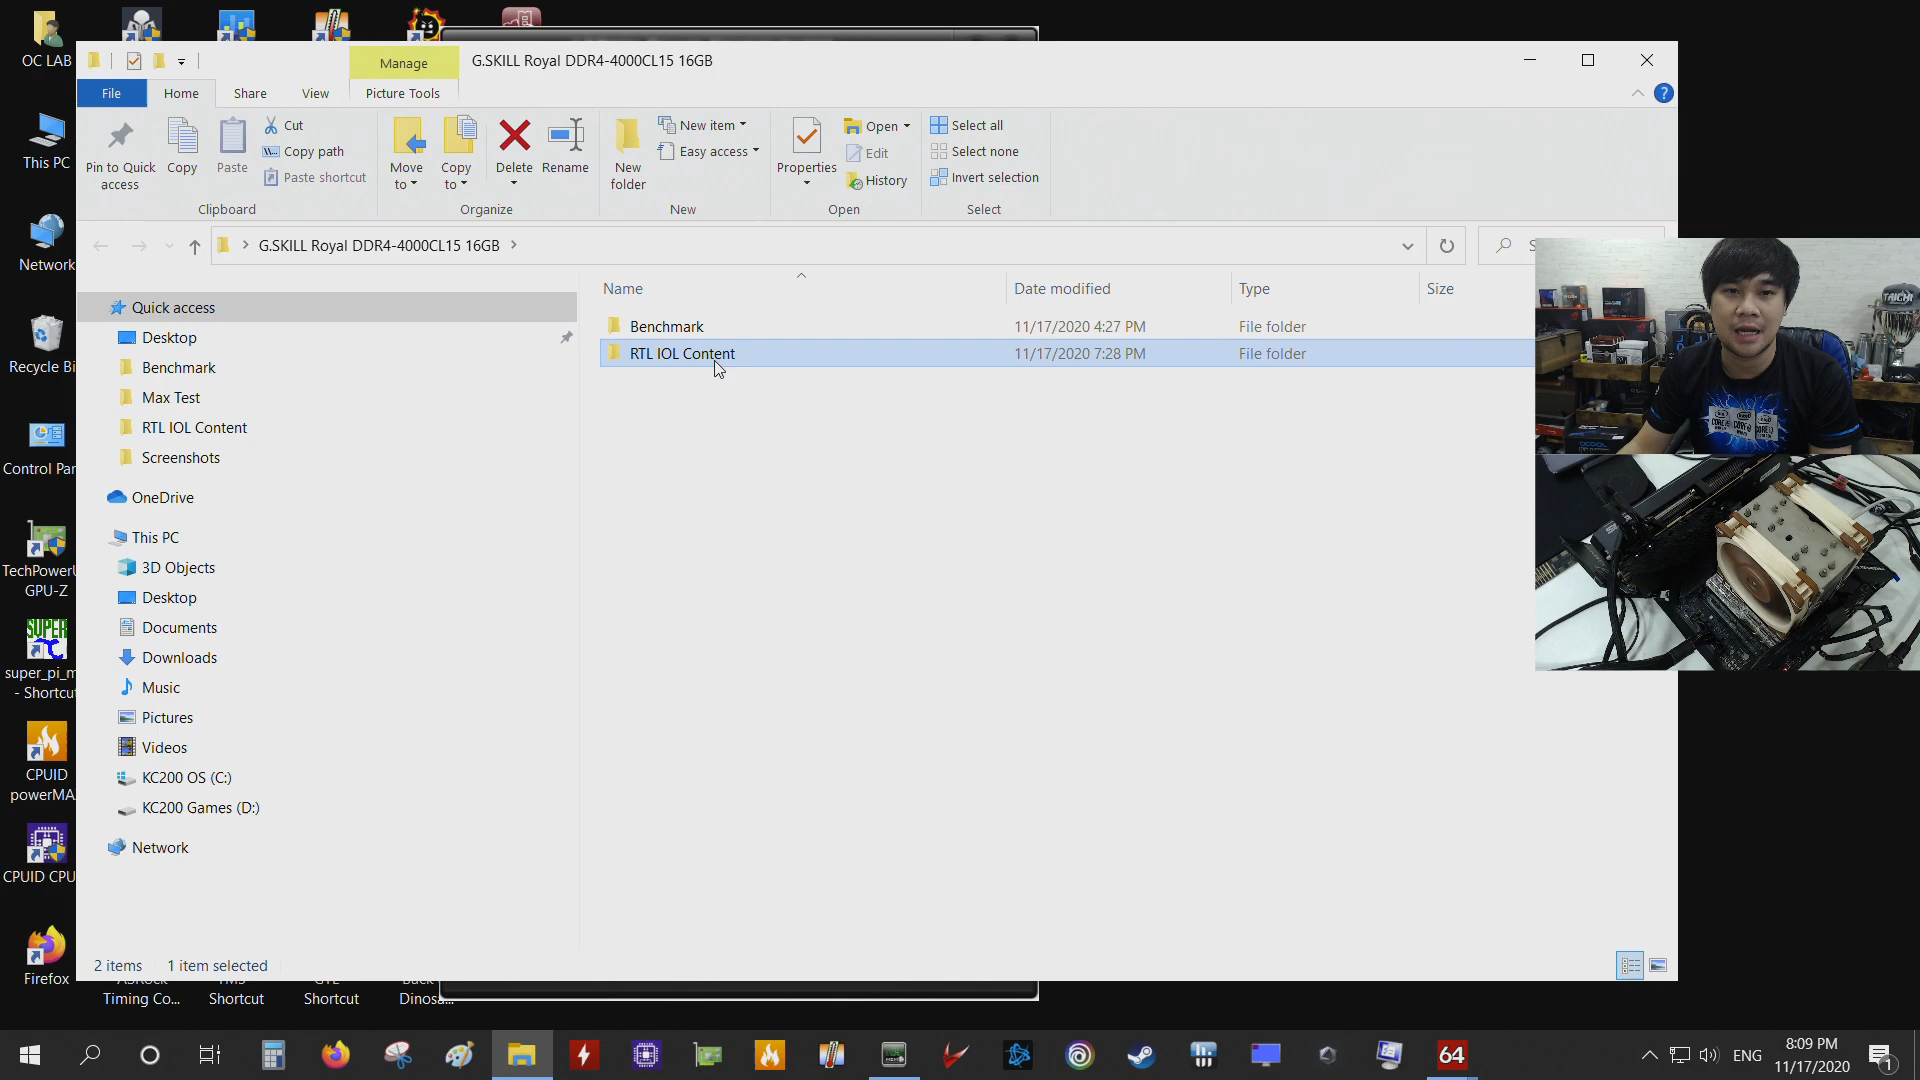 OC LAB
This PC
Network
Recycle Bi
Control Par
TechPowerU
GPU-Z
SUPER
super_pi_m
- Shortcut
CPUID
powerMA
CPUID CPU
Firefox
Timing Co...
Shortcut
Shortcut
Dinosa...
Manage
G.SKILL Royal DDR4-4000CL15 16GB
File
Home
Share
View
Picture Tools
Pin to Quick
access
Copy
Paste
Cut
Copy path
Paste shortcut
Clipboard
Move
to
Copy
to
Delete
Rename
Organize
New
folder
New item
Easy access
New
Properties
Open
Edit
History
Open
Select all
Select none
Invert selection
Select
G.SKILL Royal DDR4-4000CL15 16GB
Quick access
Desktop
Benchmark
Max Test
RTL IOL Content
Screenshots
OneDrive
This PC
3D Objects
Desktop
Documents
Downloads
Music
Pictures
Videos
KC200 OS (C:)
KC200 Games (D:)
Network
Name
Date modified
Type
Size
Benchmark
11/17/2020 4:27 PM
File folder
RTL IOL Content
11/17/2020 7:28 PM
File folder
TAICHI
2 items
1 item selected
64
ENG
8:09 PM
11/17/2020
1